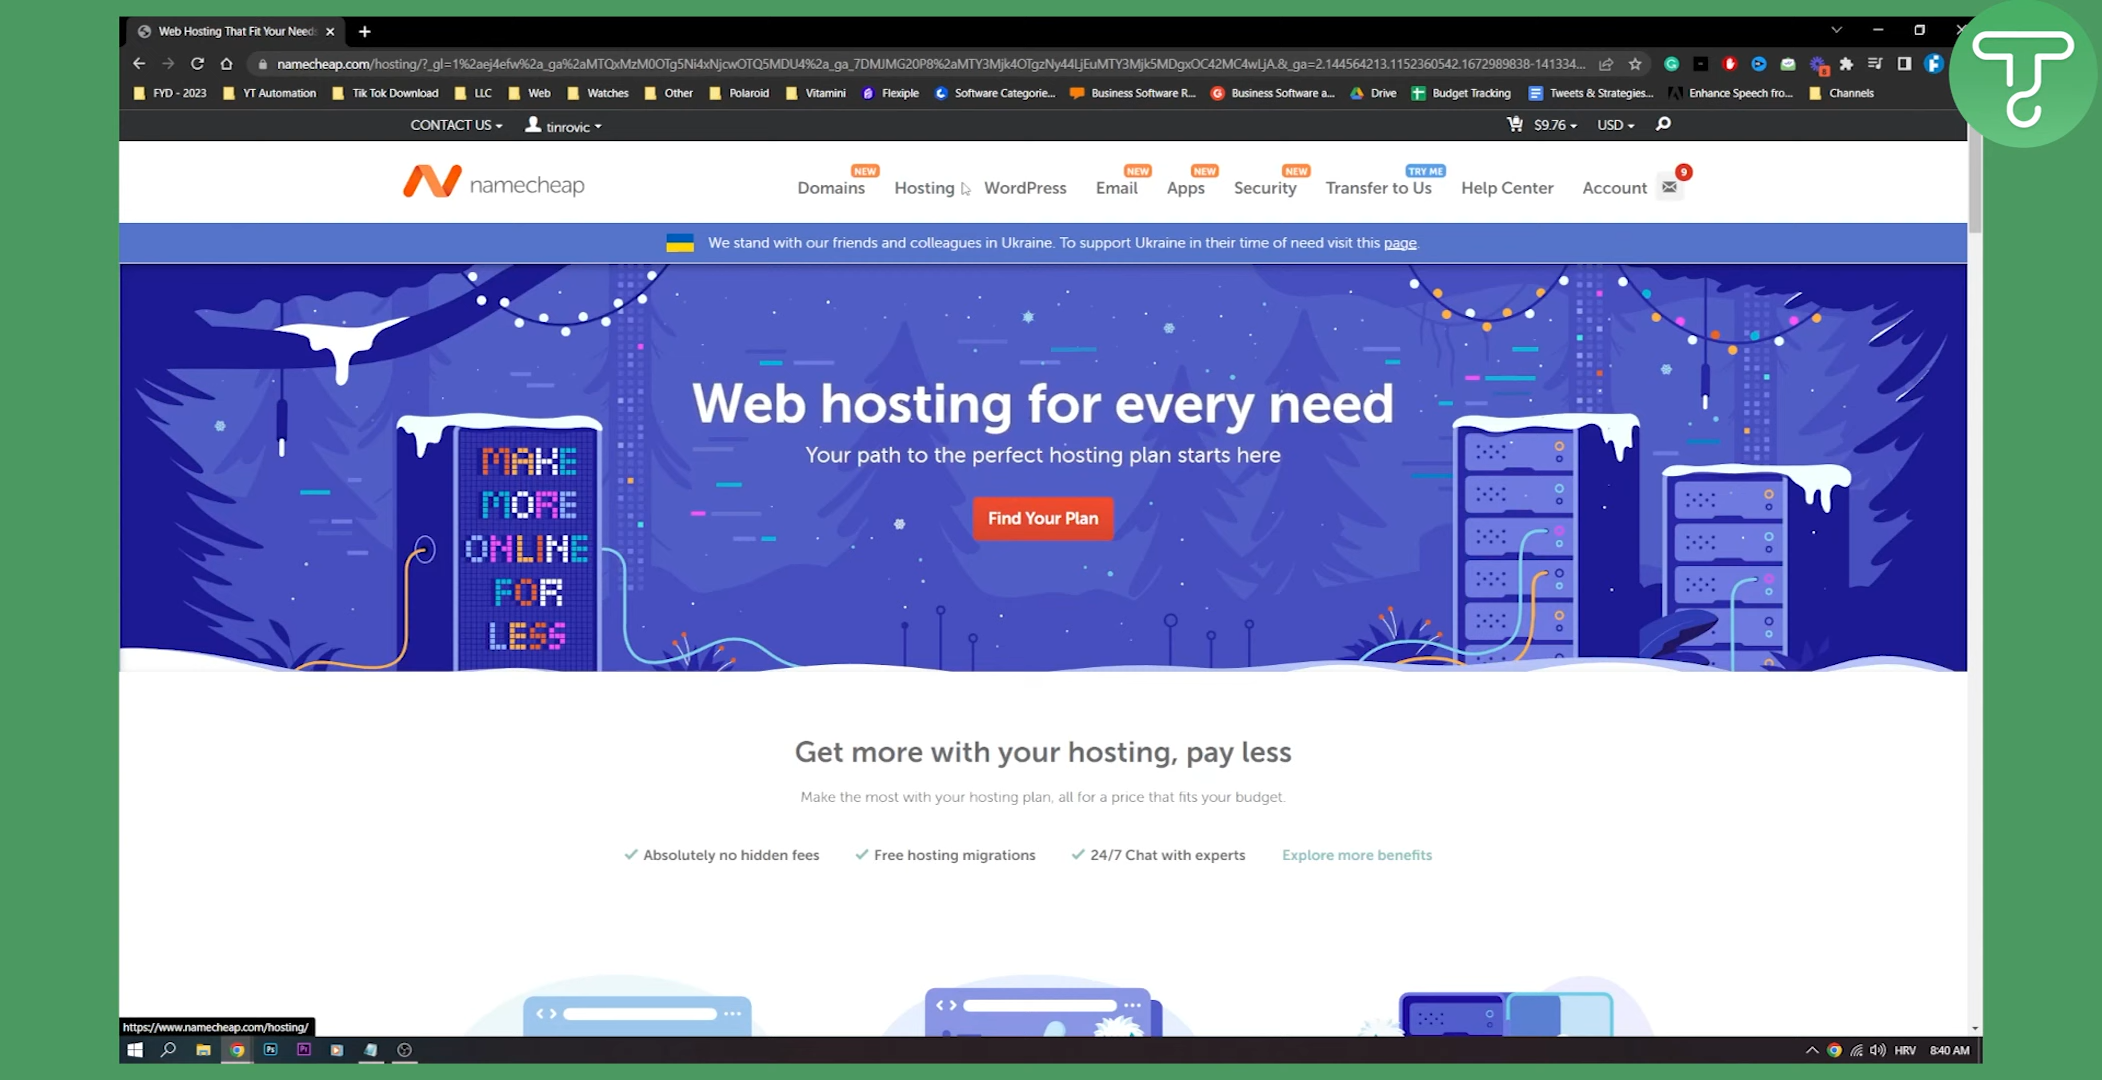 Web Hosting That Fit Your Needs
namecheap.com/hosting/?_gl=1%2aej4efw%2a_ga%2aMTQxMzM0OTg5Ni4xNjcwOTQ5MDU4%2a_ga_7DMJMG20P8%2aMTY3Mjk4OTgzNy44LjEuMTY3Mjk5MDgxOC42MC4wLjA.&_ga=2.144564213.1152360542.1672989838-141334...
FYD - 2023 YT Automation Tik Tok Download LLC Web Watches Other Polaroid Vitamini Flexiple Software Categorie... Business Software R... Business Software a... Drive Budget Tracking Tweets & Strategies... Enhance Speech fro... Channels
CONTACT US tinrovic $9.76 USD
NEW NEW NEW NEW TRY ME 9
namecheap Domains Hosting WordPress Email Apps Security Transfer to Us Help Center Account
We stand with our friends and colleagues in Ukraine. To support Ukraine in their time of need visit this page.
Web hosting for every need
Your path to the perfect hosting plan starts here
Find Your Plan
MAKE
MORE
ONLINE
FOR
LESS
Get more with your hosting, pay less
Make the most with your hosting plan, all for a price that fits your budget.
Absolutely no hidden fees Free hosting migrations 24/7 Chat with experts Explore more benefits
https://www.namecheap.com/hosting/
Ps Pr HRV 8:40 AM